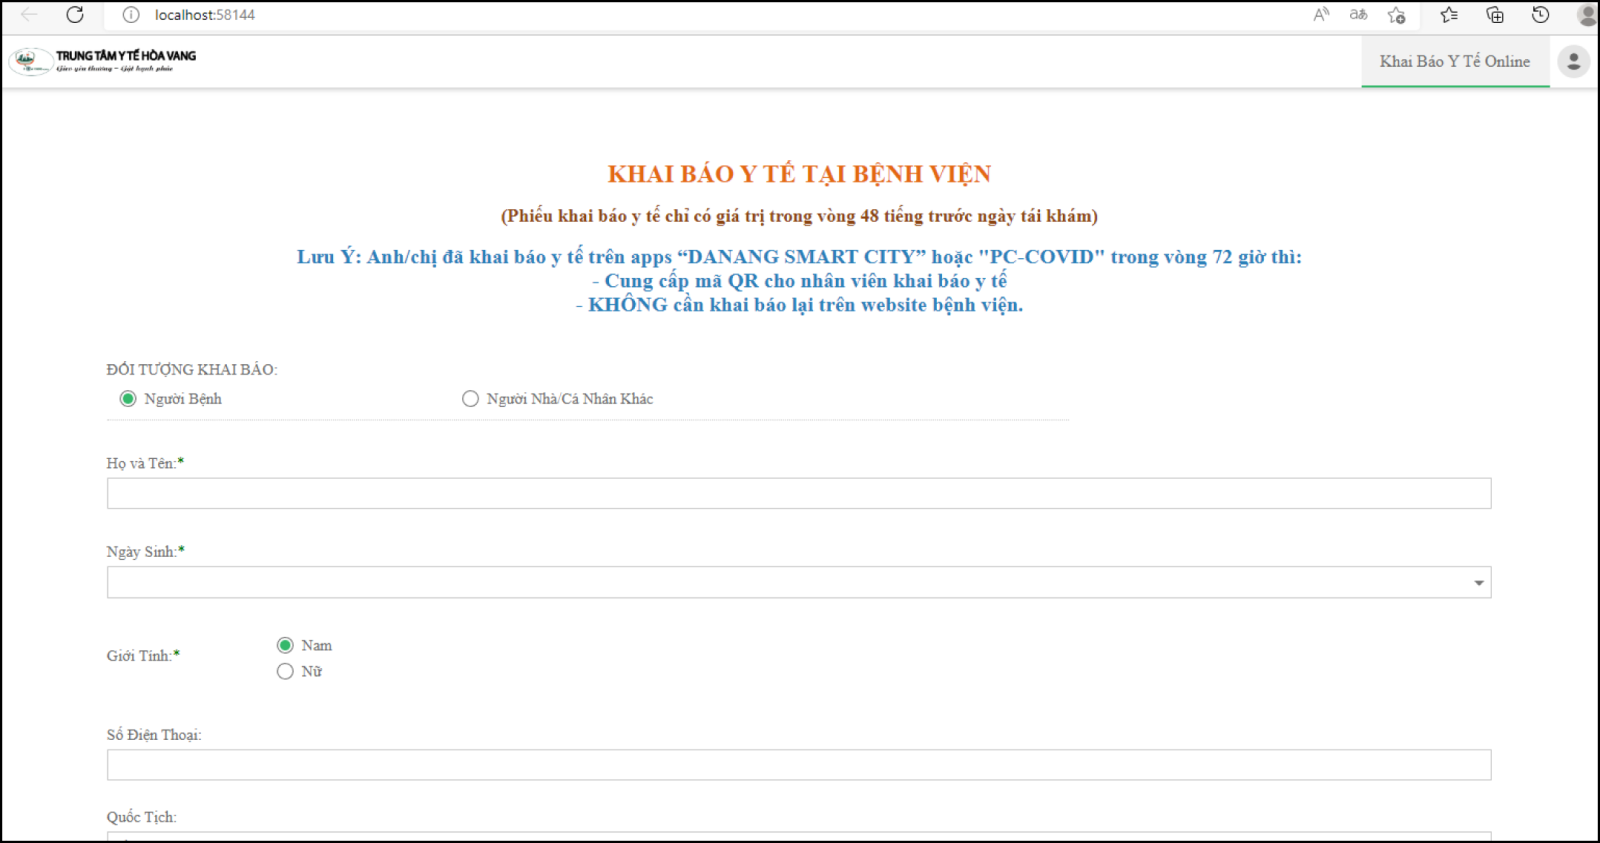 localhost:58144
TRUNG TÂM Y TẾ HÒA VANG
Gieo yêu thương - Gặt hạnh phúc
Khai Báo Y Tế Online
KHAI BÁO Y TẾ TẠI BỆNH VIỆN
(Phiếu khai báo y tế chỉ có giá trị trong vòng 48 tiếng trước ngày tái khám)
Lưu Ý: Anh/chị đã khai báo y tế trên apps “DANANG SMART CITY” hoặc "PC-COVID" trong vòng 72 giờ thì:
- Cung cấp mã QR cho nhân viên khai báo y tế
- KHÔNG cần khai báo lại trên website bệnh viện.
ĐỐI TƯỢNG KHAI BÁO:
Người Bệnh
Người Nhà/Cá Nhân Khác
Họ và Tên:*
Ngày Sinh:*
Giới Tính:*
Nam
Nữ
Số Điện Thoại:
Quốc Tịch: